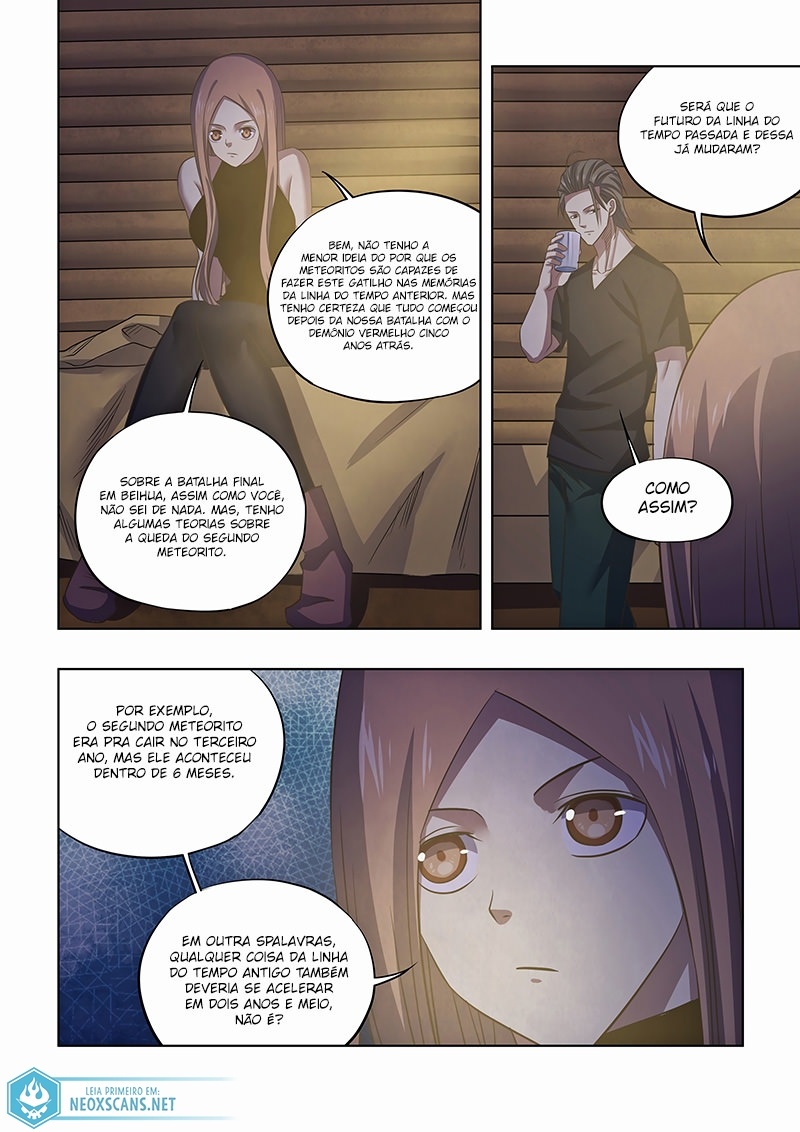 BEM, NÃO TENHO A
MENOR IDEIA DO POR QUE OS
METEORITOS SÃO CAPAZES DE
FAZER ESTE GATILHO NAS MEMÓRIAS
DA LINHA DO TEMPO ANTERIOR. MAS
TENHO CERTEZA QUE TUDO COMEÇOU
DEPOIS DA NOSSA BATALHA COM O
DEMÔNIO VERMELHO CINCO
ANOS ATRÁS.
SOBRE A BATALHA FINAL
EM BEIHUA, ASSIM COMO VOCÊ,
NÃO SEI DE NADA. MAS, TENHO
ALGUMAS TEORIAS SOBRE
A QUEDA DO SEGUNDO
METEORITO.
SERÁ QUE O
FUTURO DA LINHA DO
TEMPO PASSADA E DESSA
JÁ MUDARAM?
COMO
ASSIM?
POR EXEMPLO,
O SEGUNDO METEORITO
ERA PRA CAIR NO TERCEIRO
ANO, MAS ELE ACONTECEU
DENTRO DE 6 MESES.
EM OUTRA SPALAVRAS,
QUALQUER COISA DA LINHA
DO TEMPO ANTIGO TAMBÉM
DEVERIA SE ACELERAR
EM DOIS ANOS E MEIO,
NÃO É?
LEIA PRIMEIRO EM:
NEOXSCANS.NET